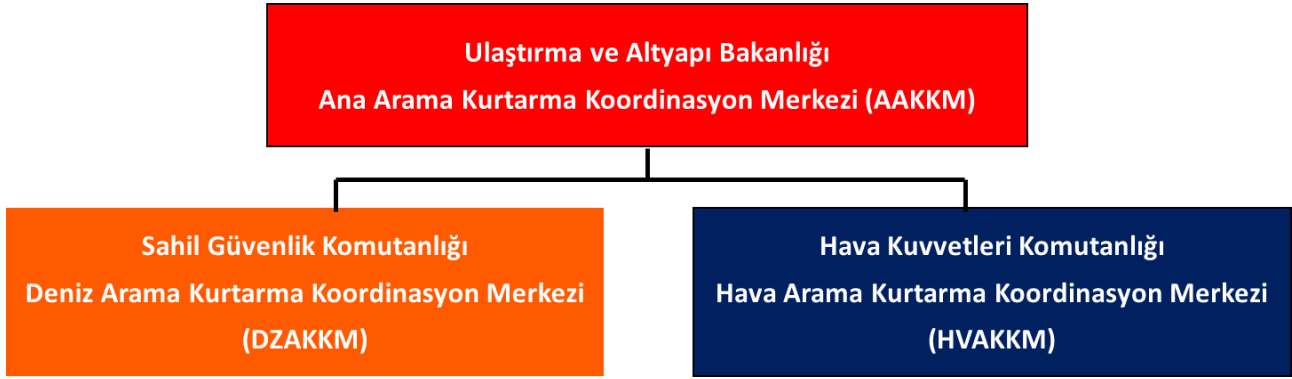 Ulaştırma ve Altyapı Bakanlığı
Ana Arama Kurtarma Koordinasyon Merkezi (AAKKM)
Sahil Güvenlik Komutanlığı
Deniz Arama Kurtarma Koordinasyon Merkezi
(DZAKKM)
Hava Kuvvetleri Komutanlığı
Hava Arama Kurtarma Koordinasyon Merkezi
(HVAKKM)